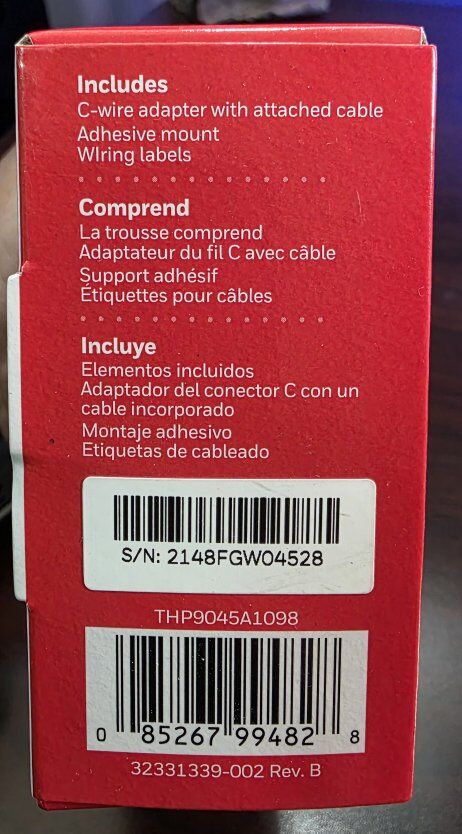 Includes
C-wire adapter with attached cable
Adhesive mount
WIring labels
Comprend
La trousse comprend
Adaptateur du fil C avec câble
Support adhésif
Étiquettes pour câbles
Incluye
Elementos incluidos
Adaptador del conector C con un
cable incorporado
Montaje adhesivo
Etiquetas de cableado
S/N: 2148FGW04528
THP9045A1098
0 85267 99482 8
32331339-002 Rev. B